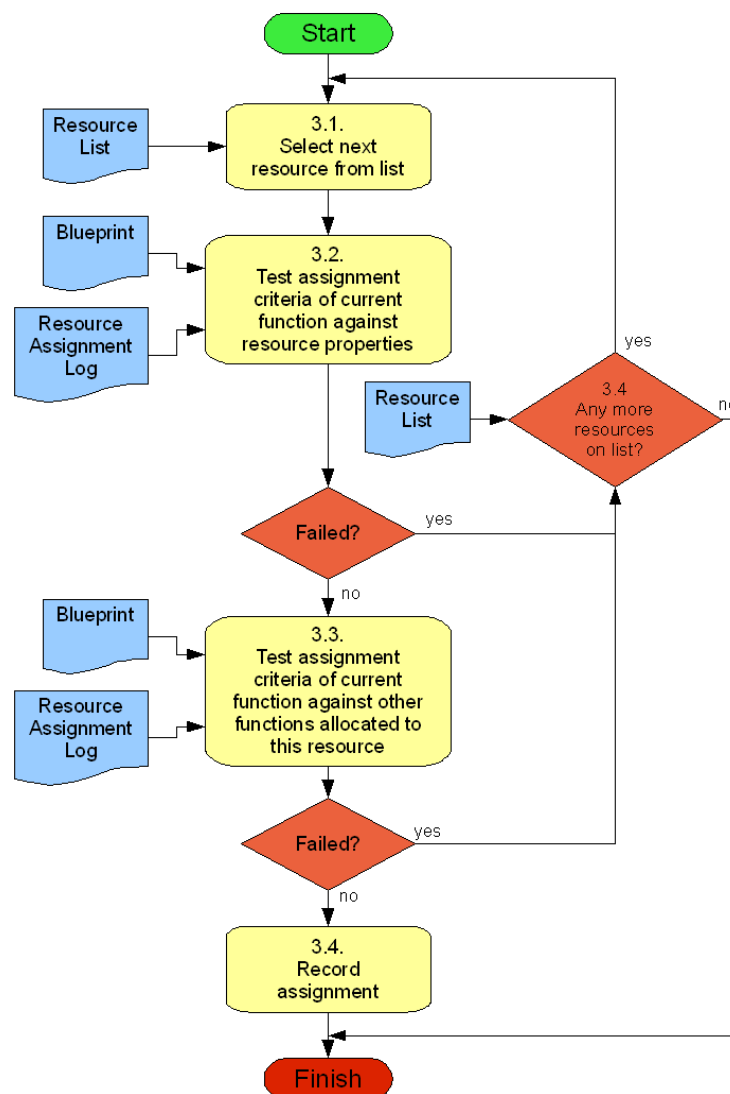 Start
Resource
List
3.1.
Select next
resource from list
Blueprint
3.2.
Test assignment
criteria of current
function against
resource properties
Resource
Assignment
Log
yes
Resource
List
3.4
Any more
resources
on list?
Failed?
yes
no
Blueprint
3.3.
Test assignment
criteria of current
function against other
functions allocated to
this resource
Resource
Assignment
Log
Failed?
yes
no
3.4.
Record
assignment
Finish